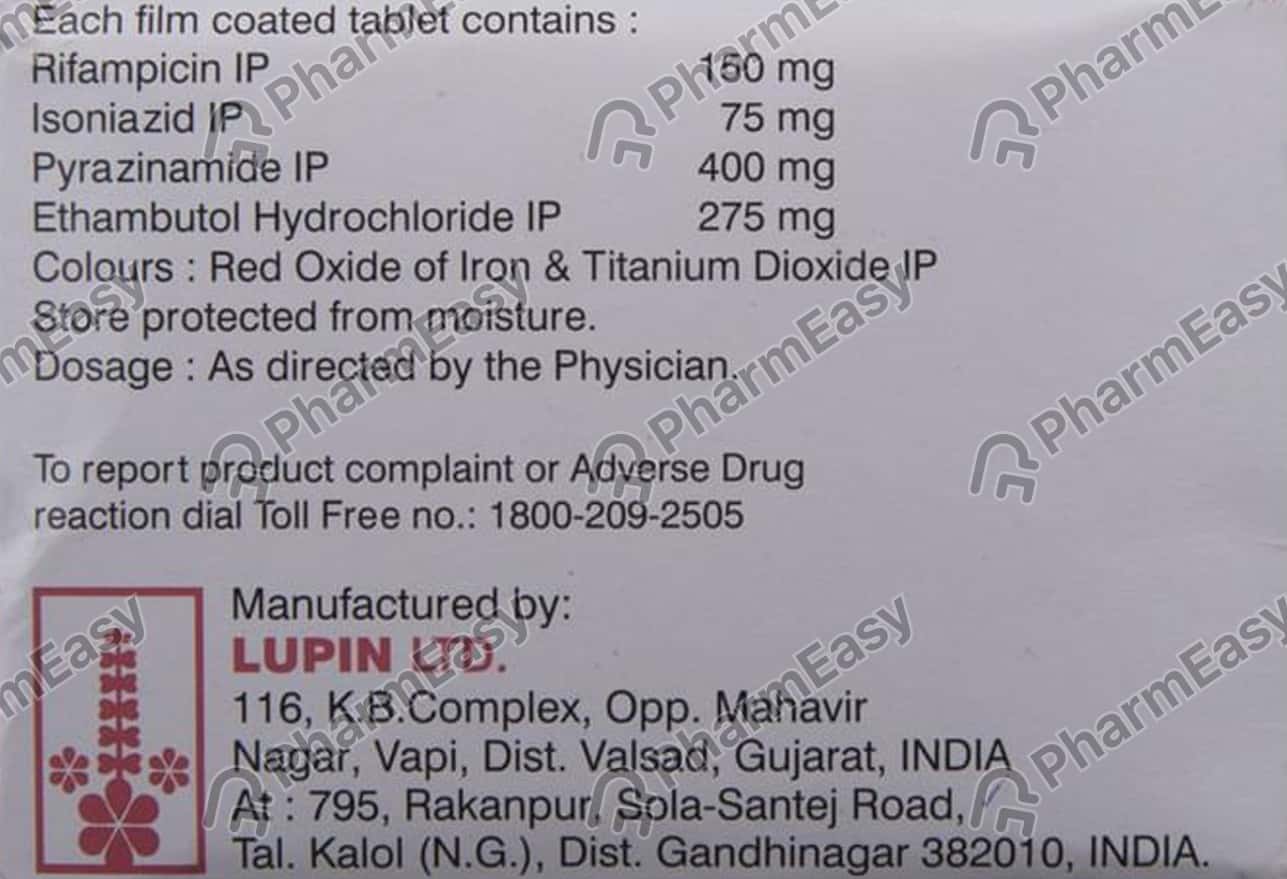 Each film coated tablet contains :
Rifampicin IP 150 mg
Isoniazid IP 75 mg
Pyrazinamide IP 400 mg
Ethambutol Hydrochloride IP 275 mg
Colours : Red Oxide of Iron & Titanium Dioxide IP
Store protected from moisture.
Dosage : As directed by the Physician.
To report product complaint or Adverse Drug
reaction dial Toll Free no.: 1800-209-2505
Manufactured by:
LUPIN LTD.
116, K.B.Complex, Opp. Mahavir
Nagar, Vapi, Dist. Valsad, Gujarat, INDIA
At : 795, Rakanpur, Sola-Santej Road,
Tal. Kalol (N.G.), Dist. Gandhinagar 382010, INDIA.
PharmEasy